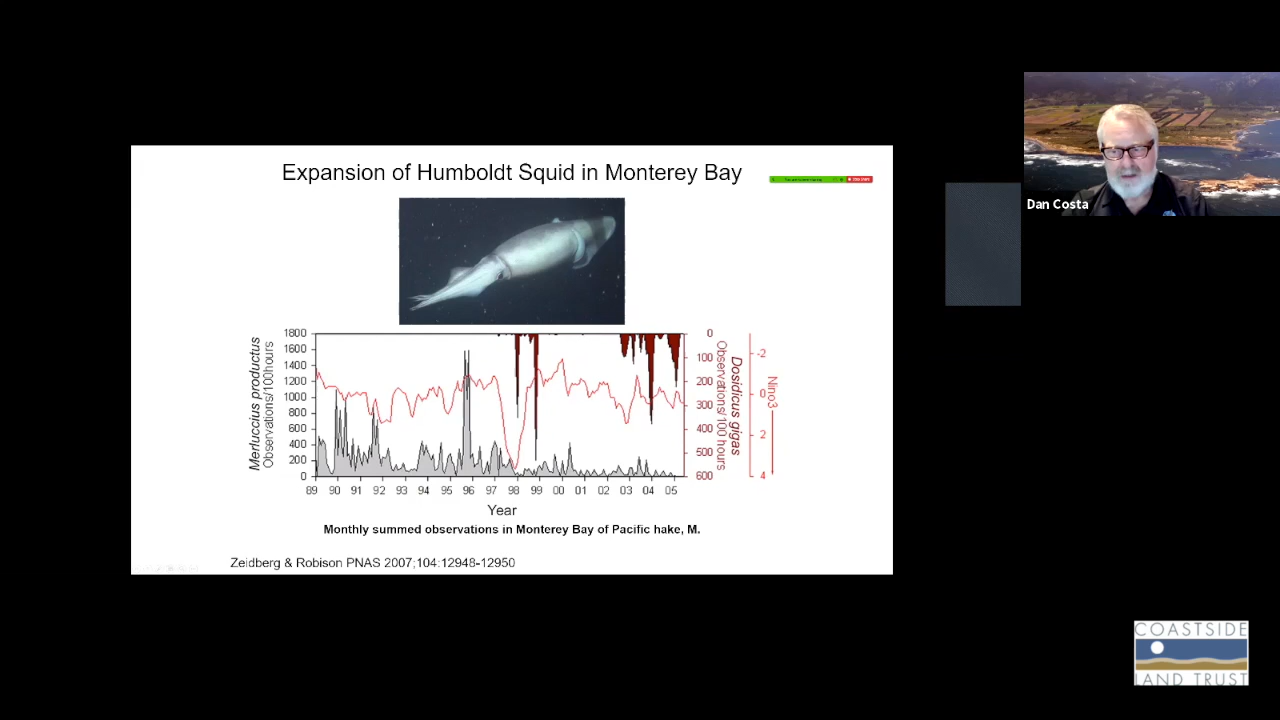 Expansion of Humboldt Squid in Monterey Bay
Dan Costa
Merluccius productus
Observations/100hours
1800
1600
1400
1200
1000
800
600
400
200
0
89 90 91 92 93 94 95 96 97 98 99 00 01 02 03 04 05
Year
0
100
200
300
400
500
600
Observations/100 hours
Dosidicus gigas
-2
0
2
4
Nino3
Monthly summed observations in Monterey Bay of Pacific hake, M.
Zeidberg & Robison PNAS 2007;104:12948-12950
COASTSIDE
LAND TRUST